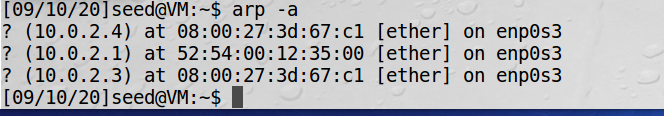 [09/10/20]seed@VM:~$ arp -a
? (10.0.2.4) at 08:00:27:3d:67:c1 [ether] on enp0s3
? (10.0.2.1) at 52:54:00:12:35:00 [ether] on enp0s3
? (10.0.2.3) at 08:00:27:3d:67:c1 [ether] on enp0s3
[09/10/20]seed@VM:~$